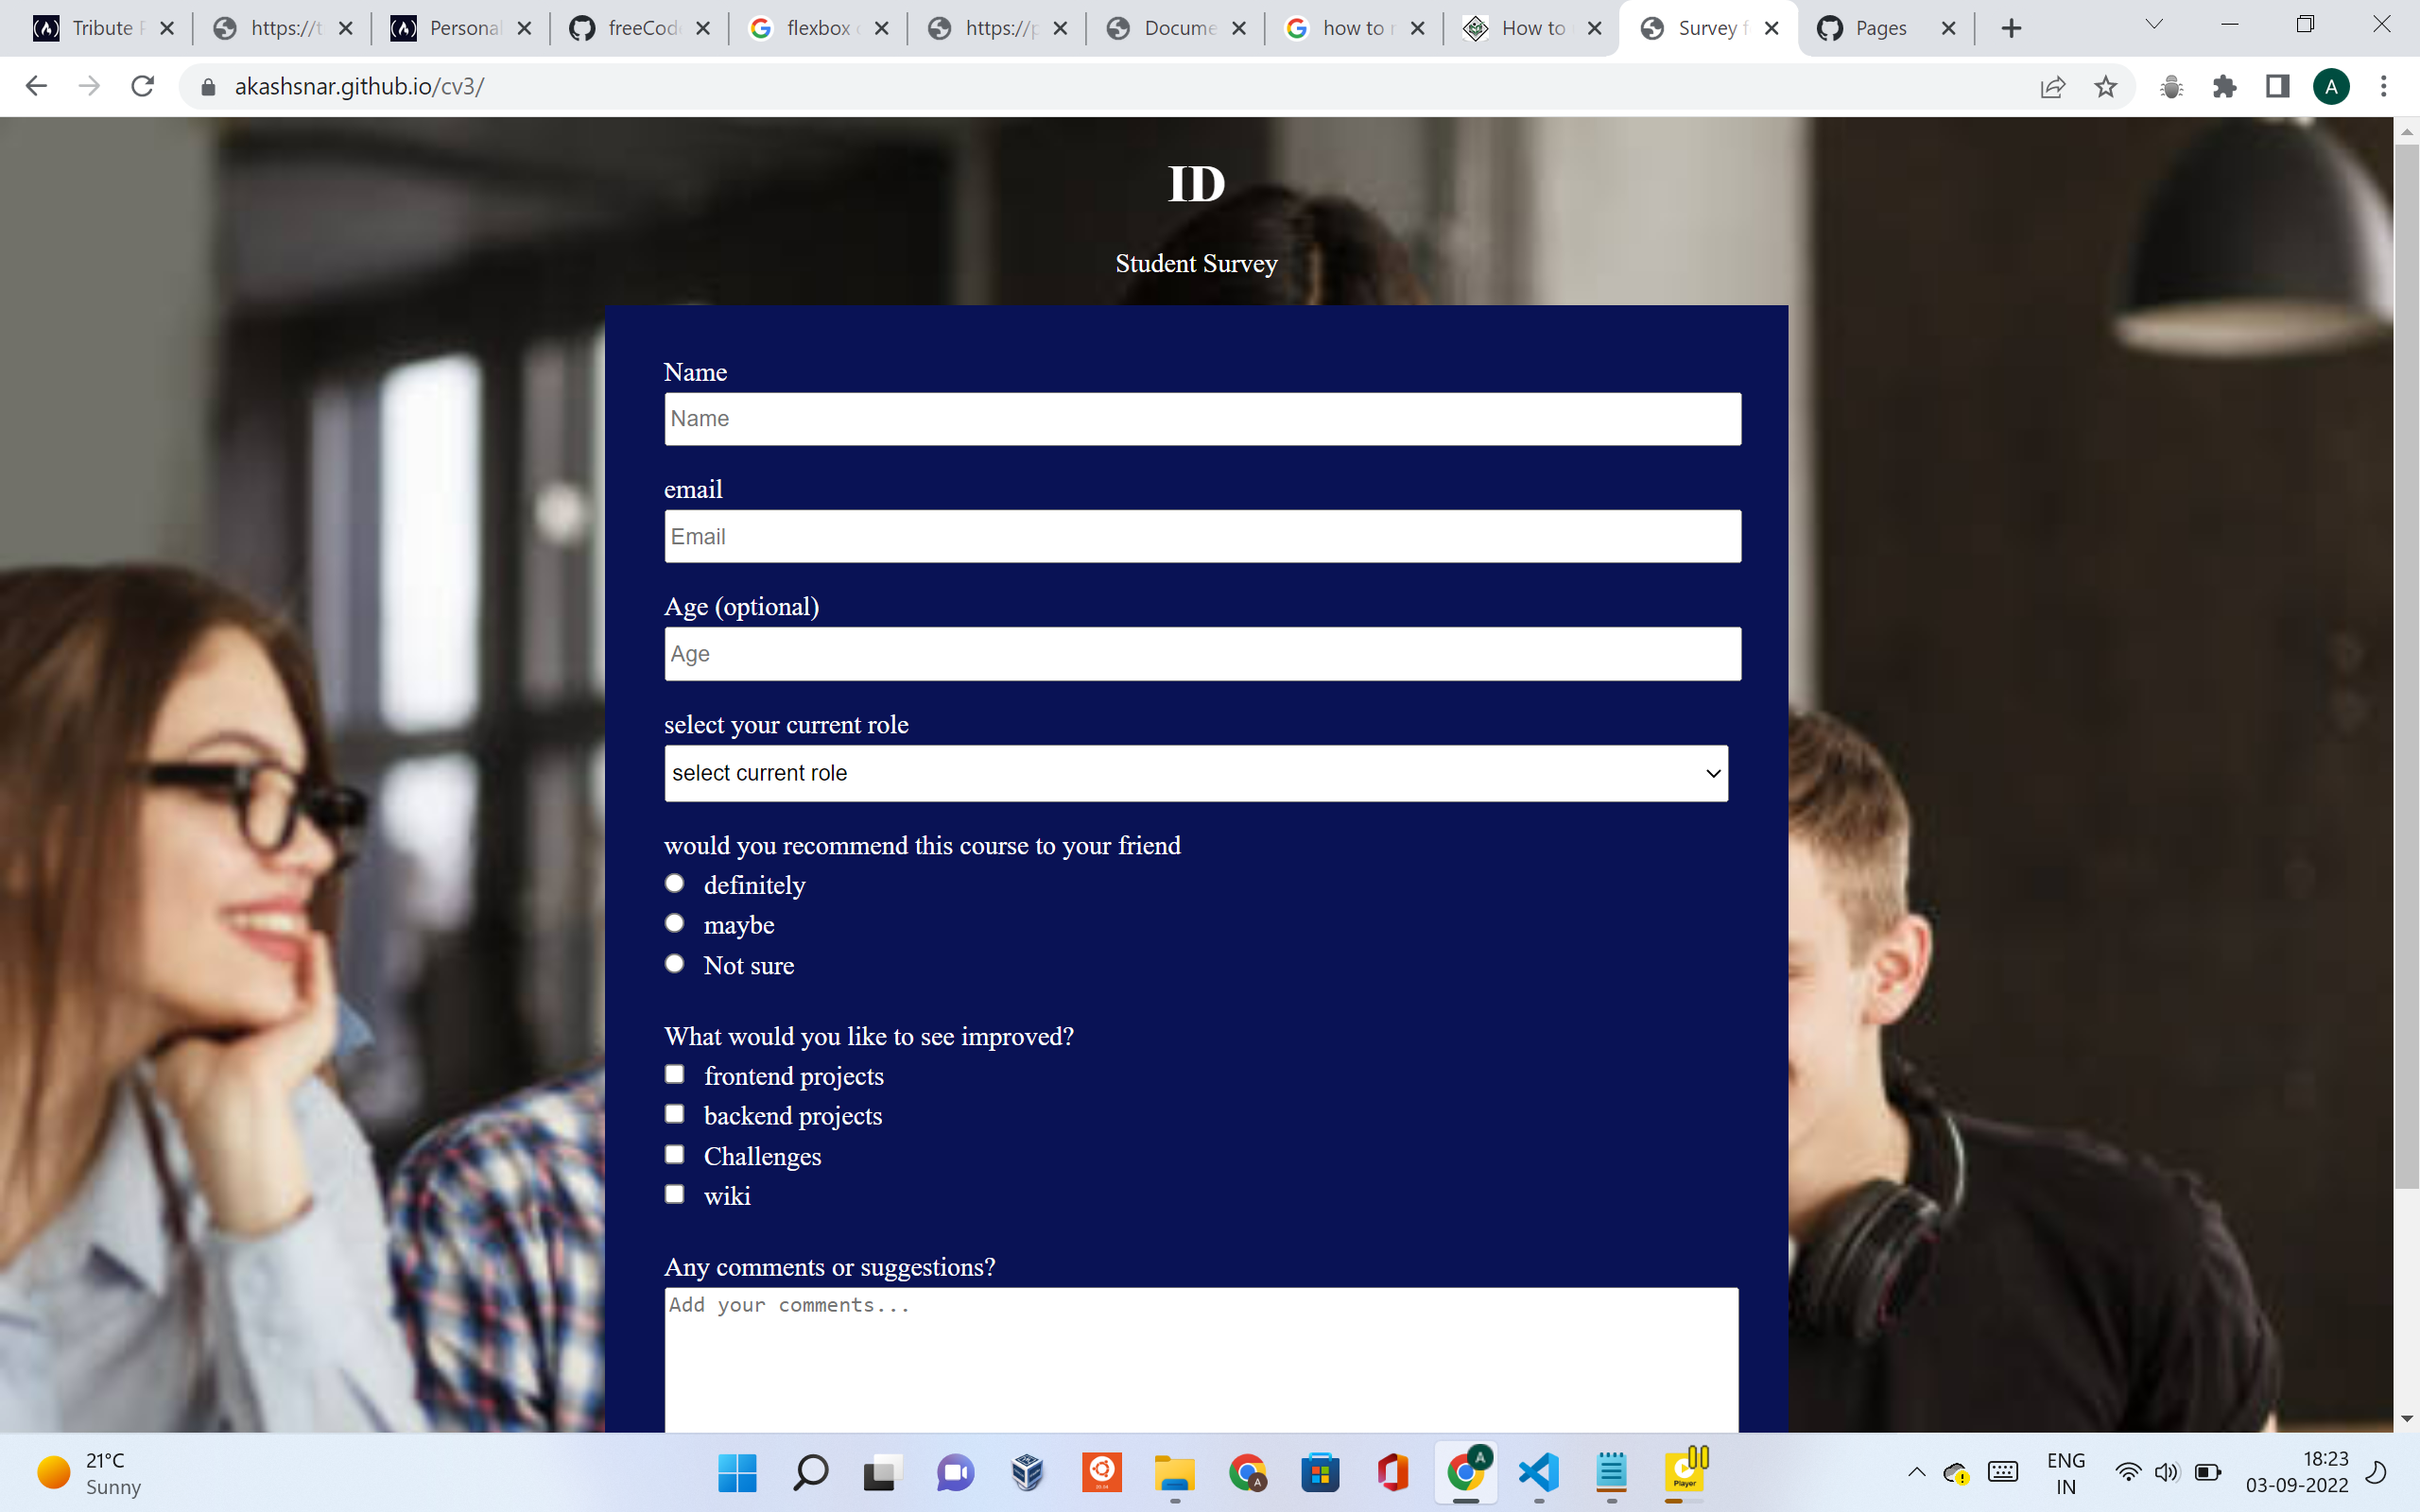 Tribute
https://t
Personal
freeCod
flexbox
https://p
Docume
how to
How to
Survey f
Pages
akashsnar.github.io/cv3/
A
ID
Student Survey
Name
Name
email
Email
Age (optional)
Age
select your current role
select current role
would you recommend this course to your friend
definitely
maybe
Not sure
What would you like to see improved?
frontend projects
backend projects
Challenges
wiki
Any comments or suggestions?
Add your comments...
21°C
Sunny
A
A
Player
ENG
IN
18:23
03-09-2022